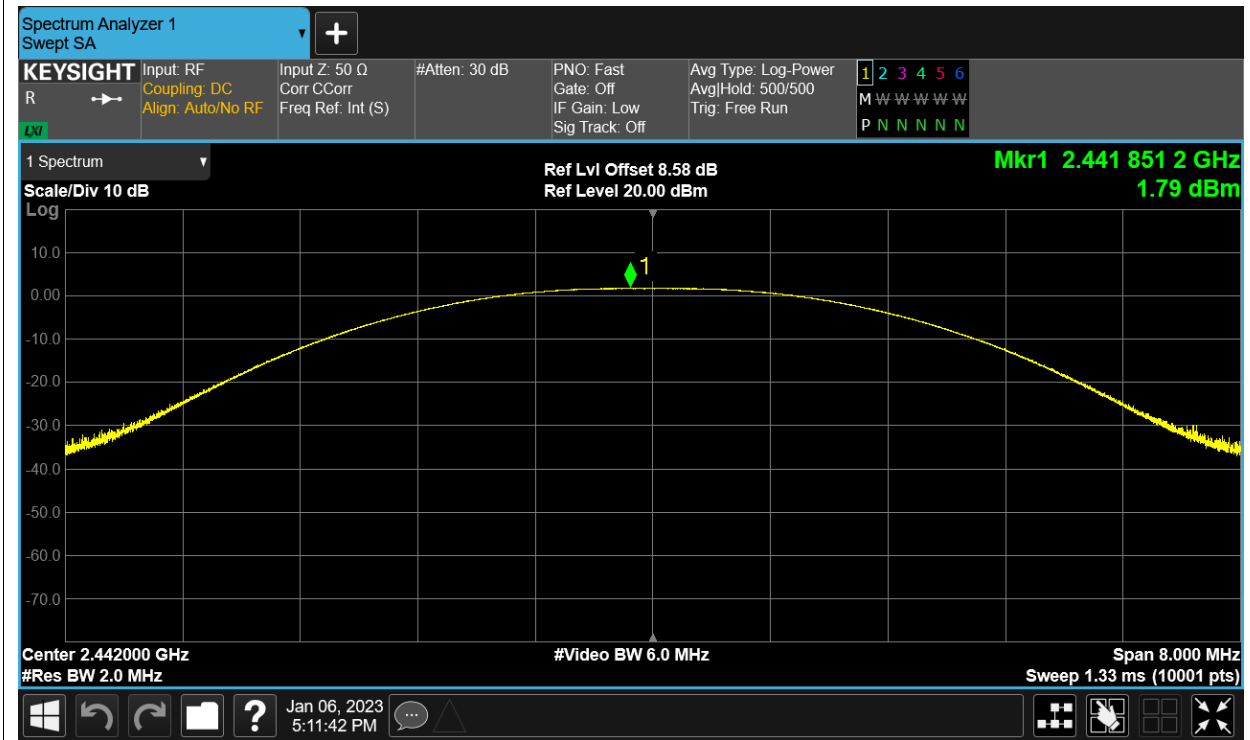 Spectrum Analyzer 1
Swept SA
+
KEYSIGHT
R
LXI
Input: RF
Coupling: DC
Align: Auto/No RF
Input Z: 50 Ω
Corr CCorr
Freq Ref: Int (S)
#Atten: 30 dB
PNO: Fast
Gate: Off
IF Gain: Low
Sig Track: Off
Avg Type: Log-Power
Avg|Hold: 500/500
Trig: Free Run
1 2 3 4 5 6
M W W W W W
P N N N N N N
1 Spectrum
Scale/Div 10 dB
Log
Ref Lvl Offset 8.58 dB
Ref Level 20.00 dBm
Mkr1 2.441 851 2 GHz
1.79 dBm
10.0
0.00
-10.0
-20.0
-30.0
-40.0
-50.0
-60.0
-70.0
1
Center 2.442000 GHz
#Res BW 2.0 MHz
#Video BW 6.0 MHz
Span 8.000 MHz
Sweep 1.33 ms (10001 pts)
?
Jan 06, 2023
5:11:42 PM